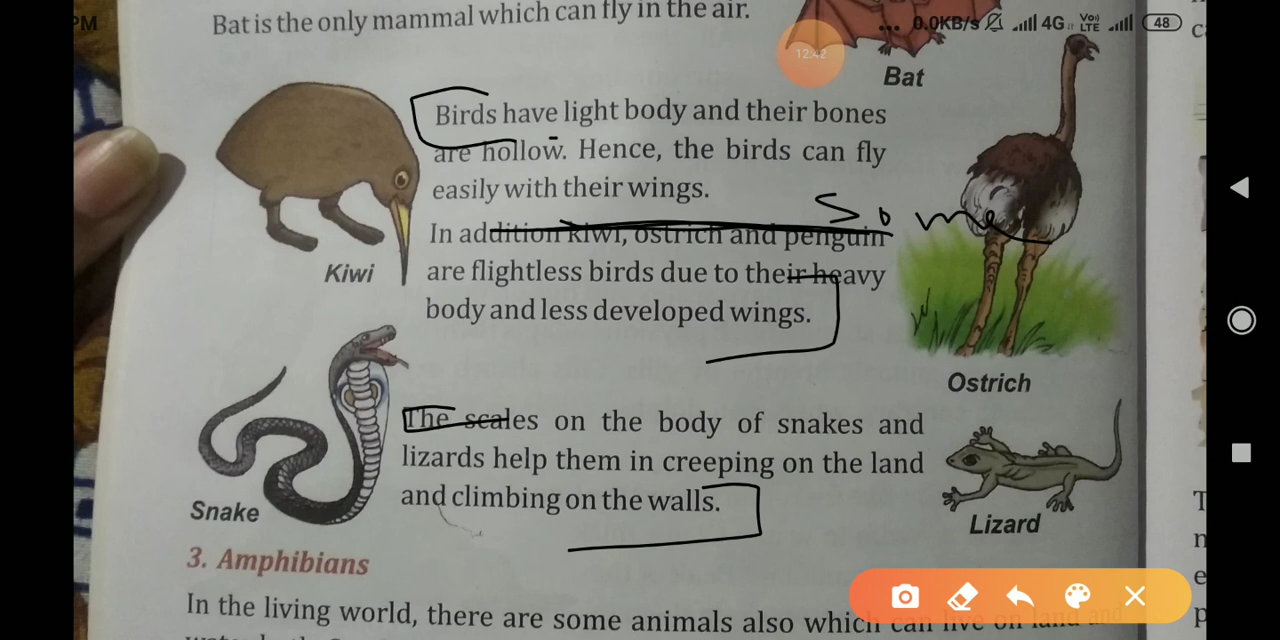 Bat is the only mammal which can fly in the air.
PM
... 0.0KB/s 4G Vo) LTE 48
12:42
Bat
Birds have light body and their bones
are hollow. Hence, the birds can fly
easily with their wings.
Some
In addition kiwi, ostrich and penguin
are flightless birds due to their heavy
body and less developed wings.
Kiwi
Ostrich
The scales on the body of snakes and
lizards help them in creeping on the land
and climbing on the walls.
Snake
Lizard
3. Amphibians
In the living world, there are some animals also which can live on land and